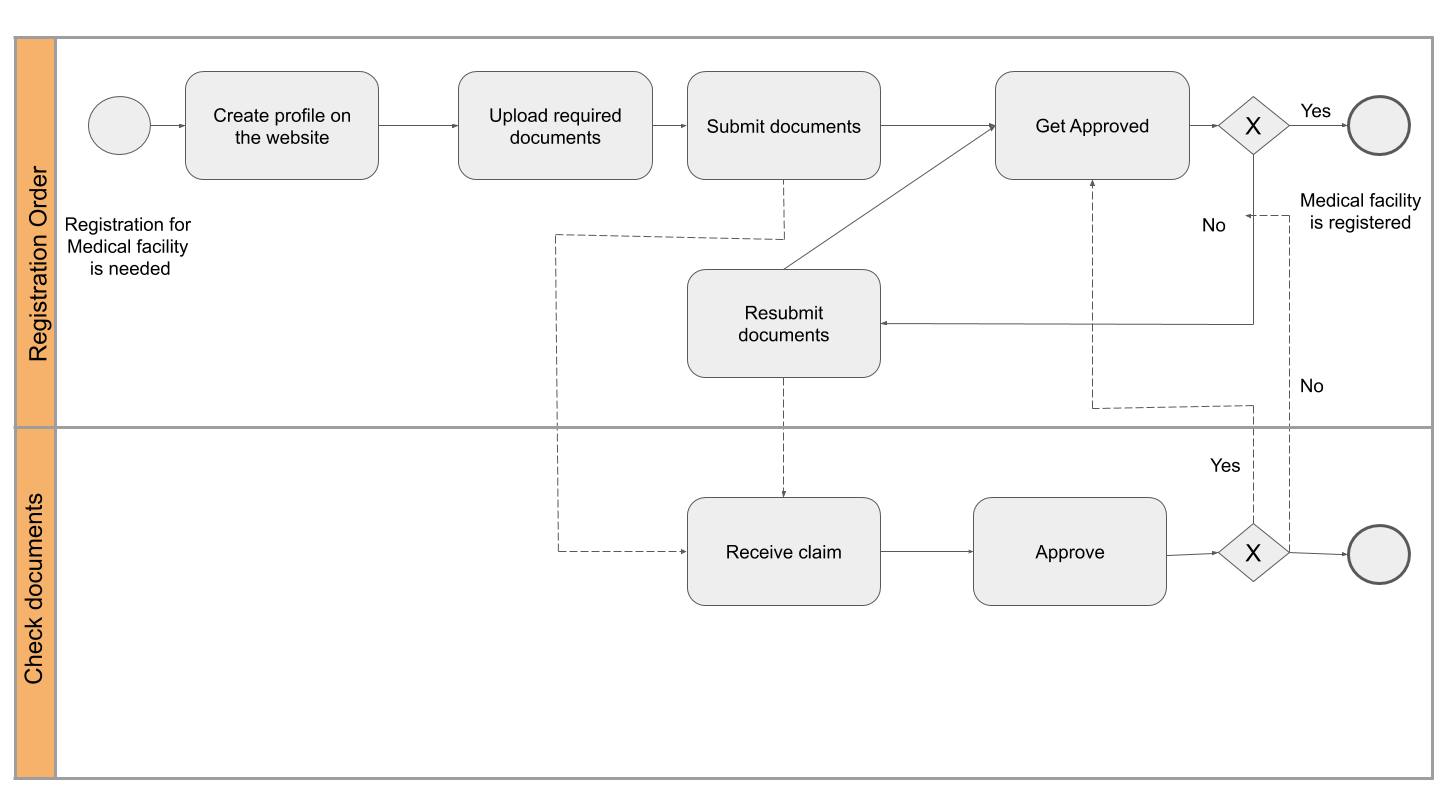 Registration Order
Create profile on
the website
Upload required
documents
Submit documents
Get Approved
X
Yes
Registration for
Medical facility
is needed
Medical facility
is registered
No
Resubmit
documents
No
Check documents
Yes
Receive claim
Approve
X